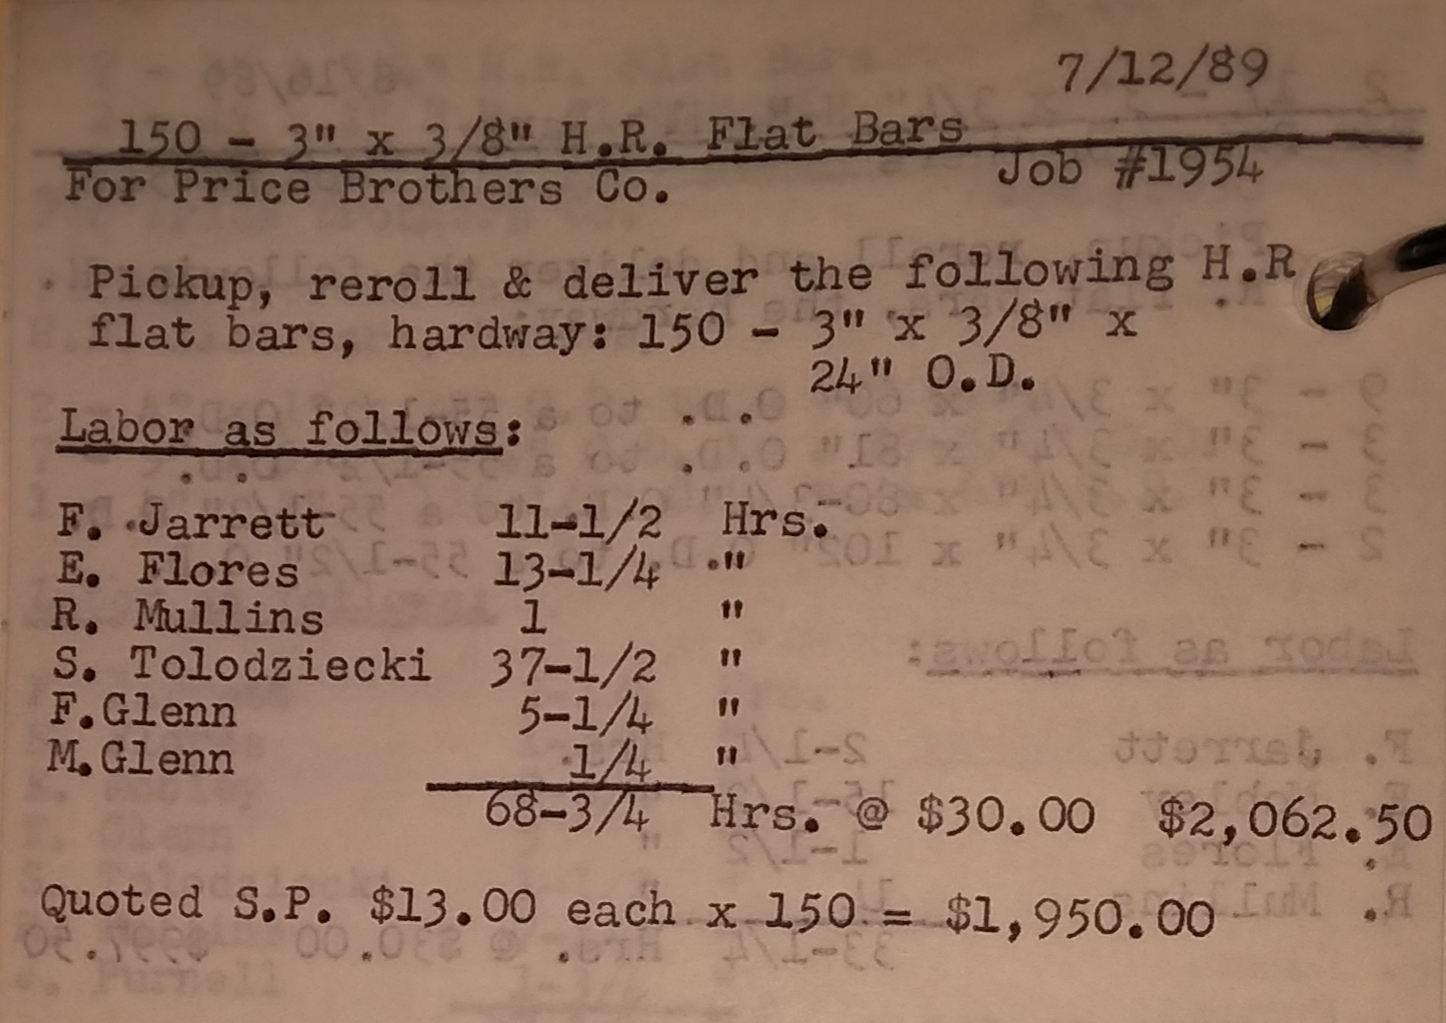 7/12/89
150 - 3" x 3/8" H.R. Flat Bars
For Price Brothers Co. Job #1954
Pickup, reroll & deliver the following H.R
flat bars, hardway: 150 - 3" x 3/8" x
24" O.D.
Labor as follows:
F. Jarrett 11-1/2 Hrs.
E. Flores 13-1/4 "
R. Mullins 1 "
S. Tolodziecki 37-1/2 "
F.Glenn 5-1/4 "
M.Glenn 1/4 "
68-3/4 Hrs. @ $30.00 $2,062.50
Quoted S.P. $13.00 each x 150 = $1,950.00